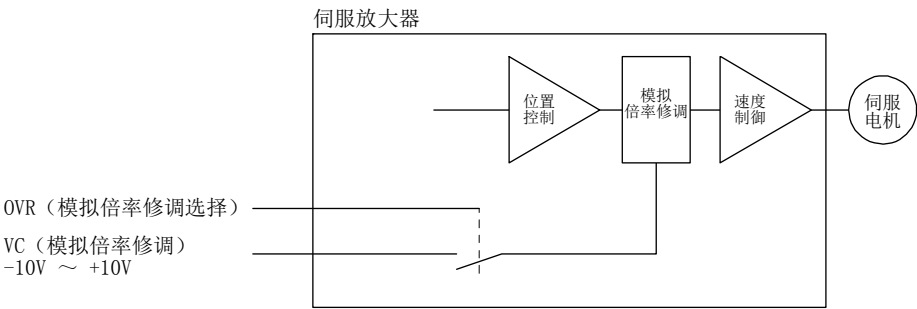 伺服放大器
位置
控制
模拟
倍率修调
速度
制御
伺服
电机
OVR（模拟倍率修调选择）
VC（模拟倍率修调）
-10V ～ +10V